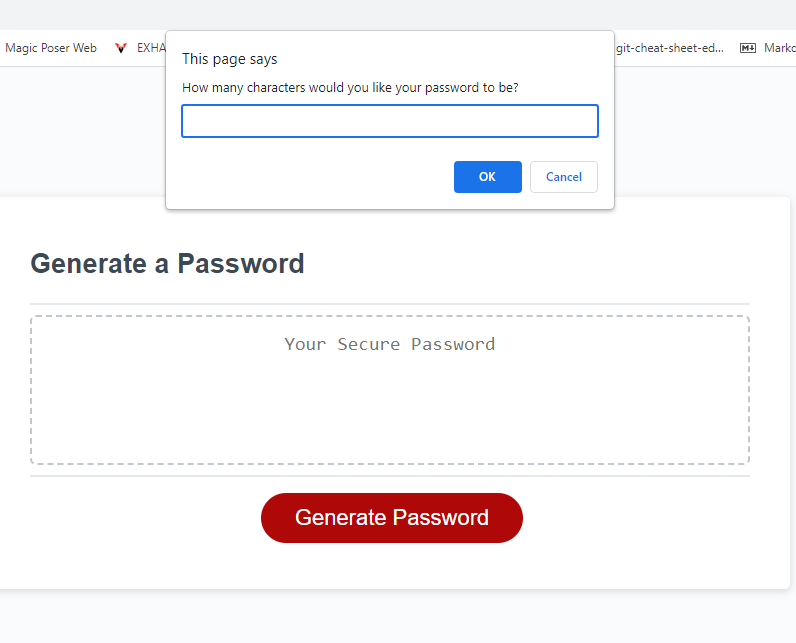 Magic Poser Web EXHA git-cheat-sheet-ed... M↓ Markd
This page says
How many characters would you like your password to be?
OK Cancel
Generate a Password
Your Secure Password
Generate Password